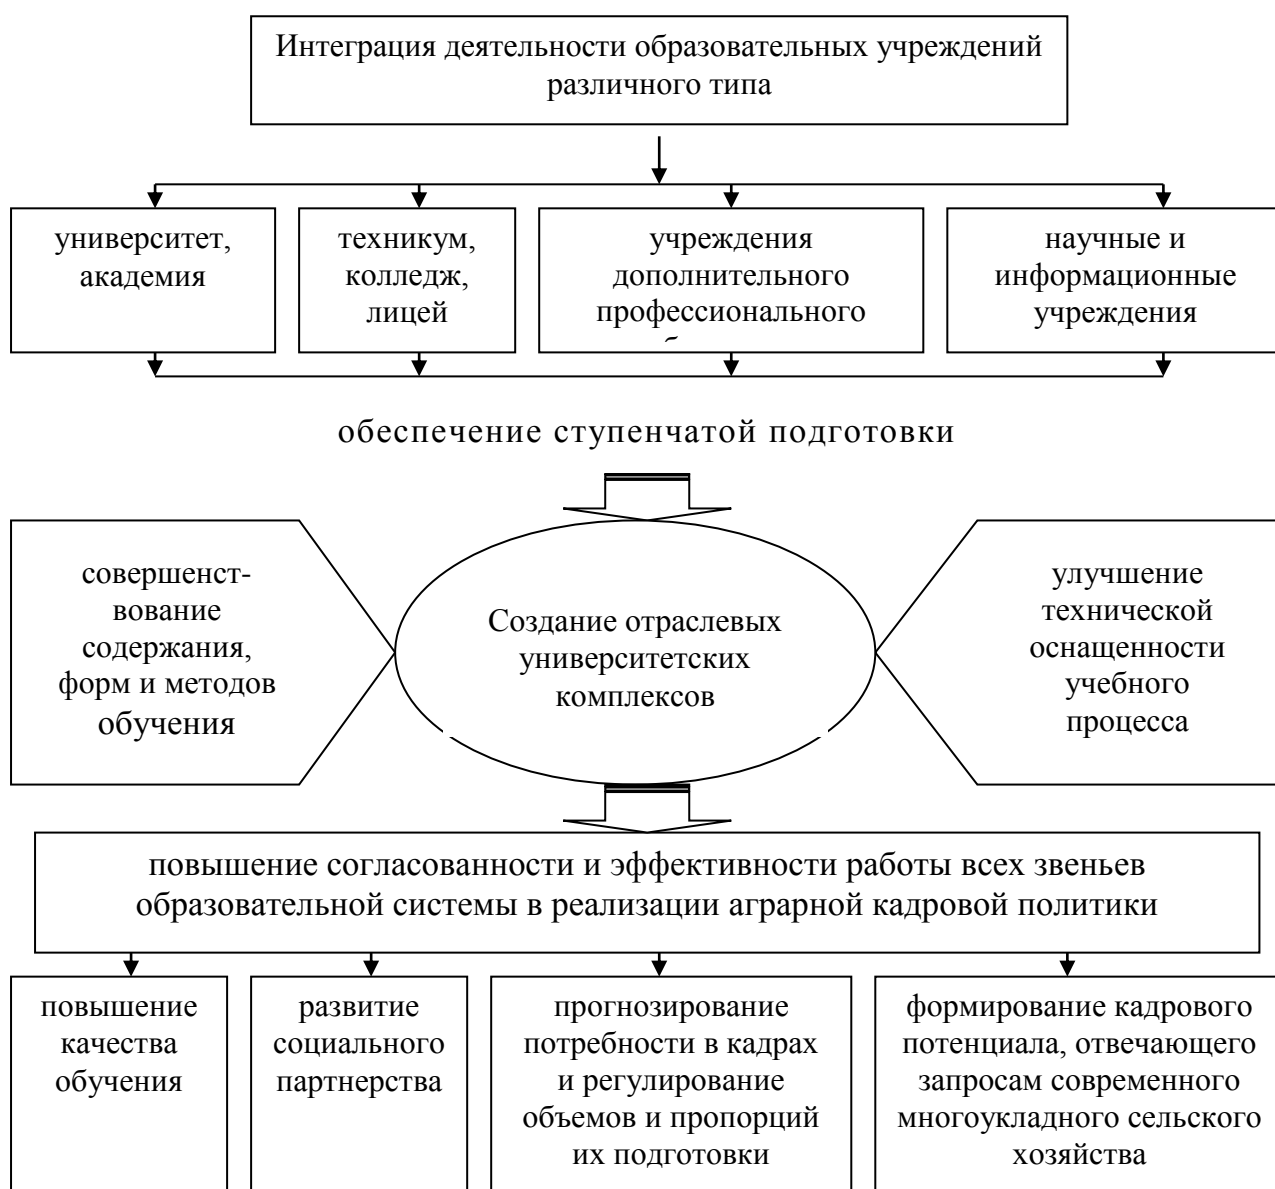 Интеграция деятельности образовательных учреждений
различного типа
университет,
академия
техникум,
колледж,
лицей
учреждения
дополнительного
профессионального
научные и
информационные
учреждения
обеспечение ступенчатой подготовки
совершенст-
вование
содержания,
форм и методов
обучения
Создание отраслевых
университетских
комплексов
улучшение
технической
оснащенности
учебного
процесса
повышение согласованности и эффективности работы всех звеньев
образовательной системы в реализации аграрной кадровой политики
повышение
качества
обучения
развитие
социального
партнерства
прогнозирование
потребности в кадрах
и регулирование
объемов и пропорций
их подготовки
формирование кадрового
потенциала, отвечающего
запросам современного
многоукладного сельского
хозяйства